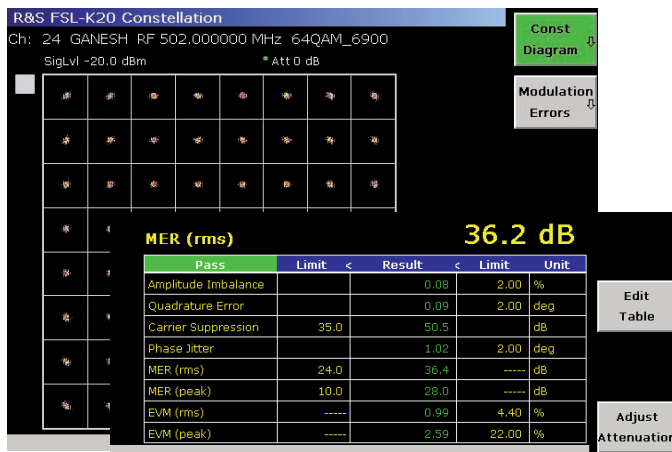 R&S FSL-K20 Constellation
Ch: 24 GANESH RF 502.000000 MHz 64QAM_6900
SigLvl -20.0 dBm * Att 0 dB
Const Diagram
Modulation Errors
MER (rms) 36.2 dB
Pass Limit < Result < Limit Unit
Amplitude Imbalance 0.08 2.00 %
Quadrature Error 0.09 2.00 deg
Carrier Suppression 35.0 50.5 dB
Phase Jitter 1.02 2.00 deg
MER (rms) 24.0 36.4 ----- dB
MER (peak) 10.0 28.0 ----- dB
EVM (rms) ----- 0.99 4.40 %
EVM (peak) ----- 2.59 22.00 %
Edit Table
Adjust Attenuation